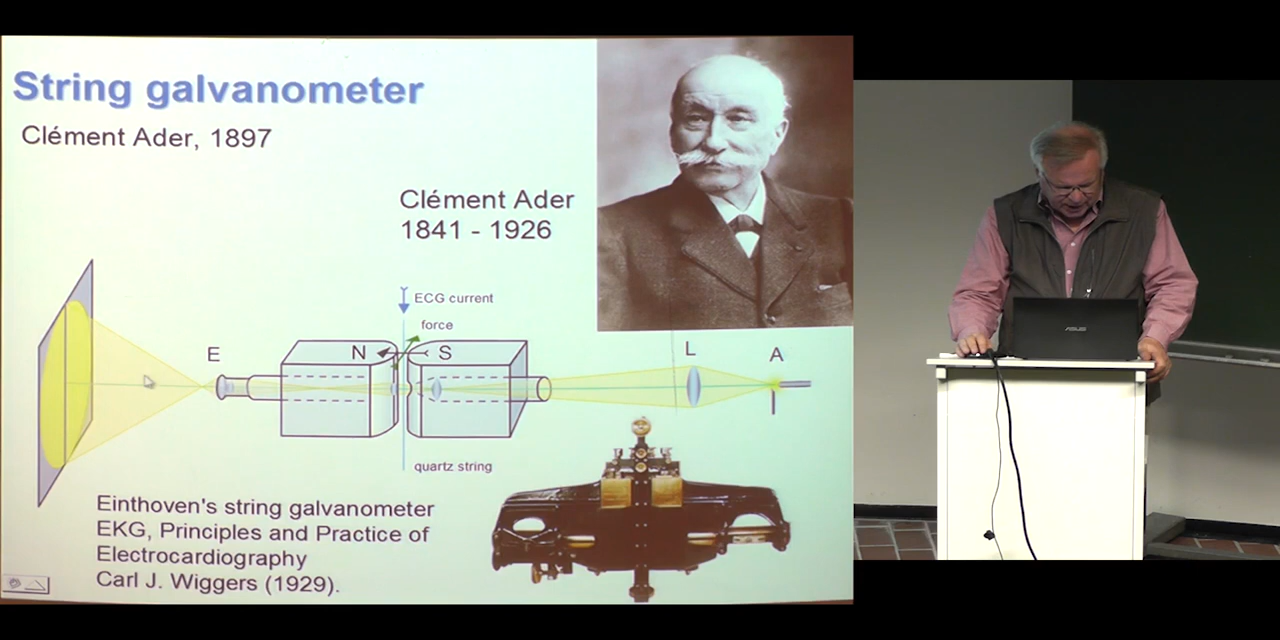 String galvanometer
Clément Ader, 1897
Clément Ader
1841 - 1926
ECG current
force
E
N
S
L
A
quartz string
Einthoven's string galvanometer
EKG, Principles and Practice of
Electrocardiography
Carl J. Wiggers (1929).
ASUS